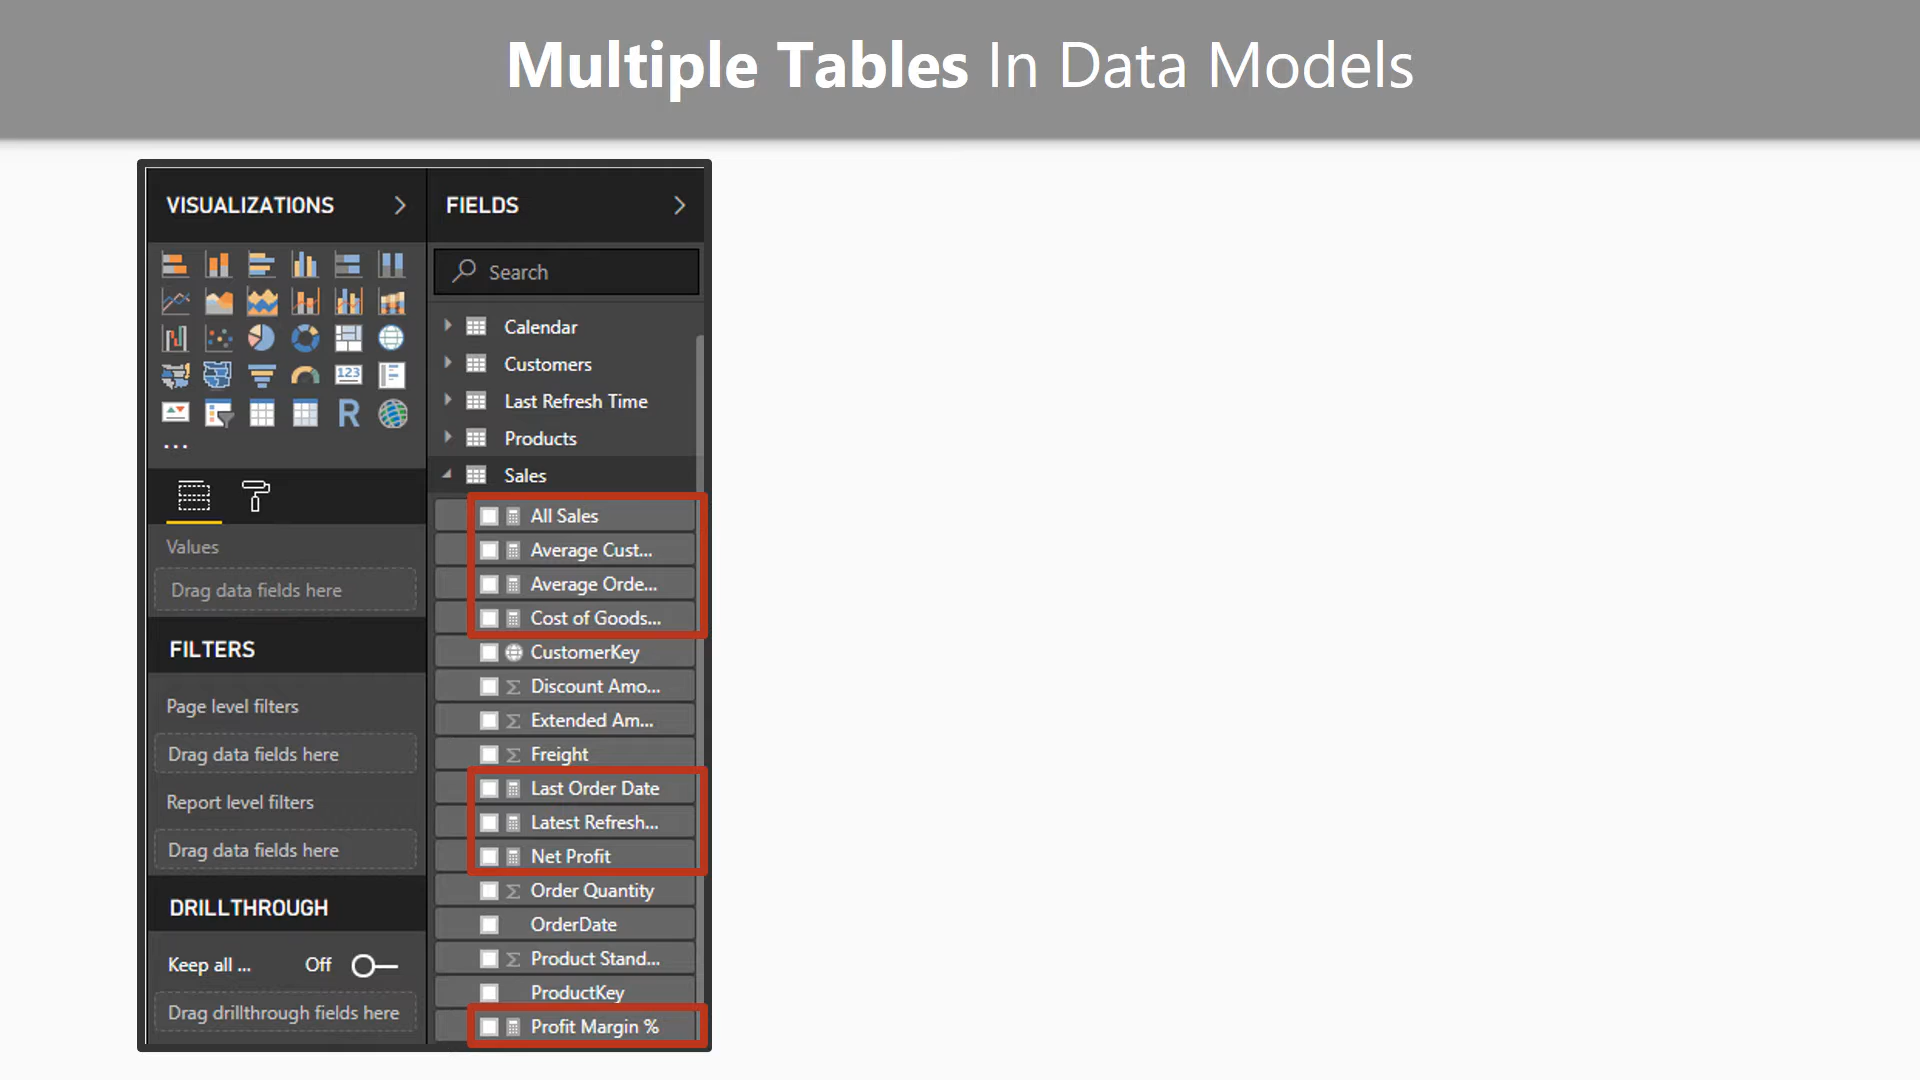 Multiple Tables In Data Models
VISUALIZATIONS
123
R
...
Values
Drag data fields here
FILTERS
Page level filters
Drag data fields here
Report level filters
Drag data fields here
DRILLTHROUGH
Keep all ... Off
Drag drillthrough fields here
FIELDS
Search
Calendar
Customers
Last Refresh Time
Products
Sales
All Sales
Average Cust...
Average Orde...
Cost of Goods...
CustomerKey
Σ Discount Amo...
Σ Extended Am...
Σ Freight
Last Order Date
Latest Refresh...
Net Profit
Σ Order Quantity
OrderDate
Σ Product Stand...
ProductKey
Profit Margin %